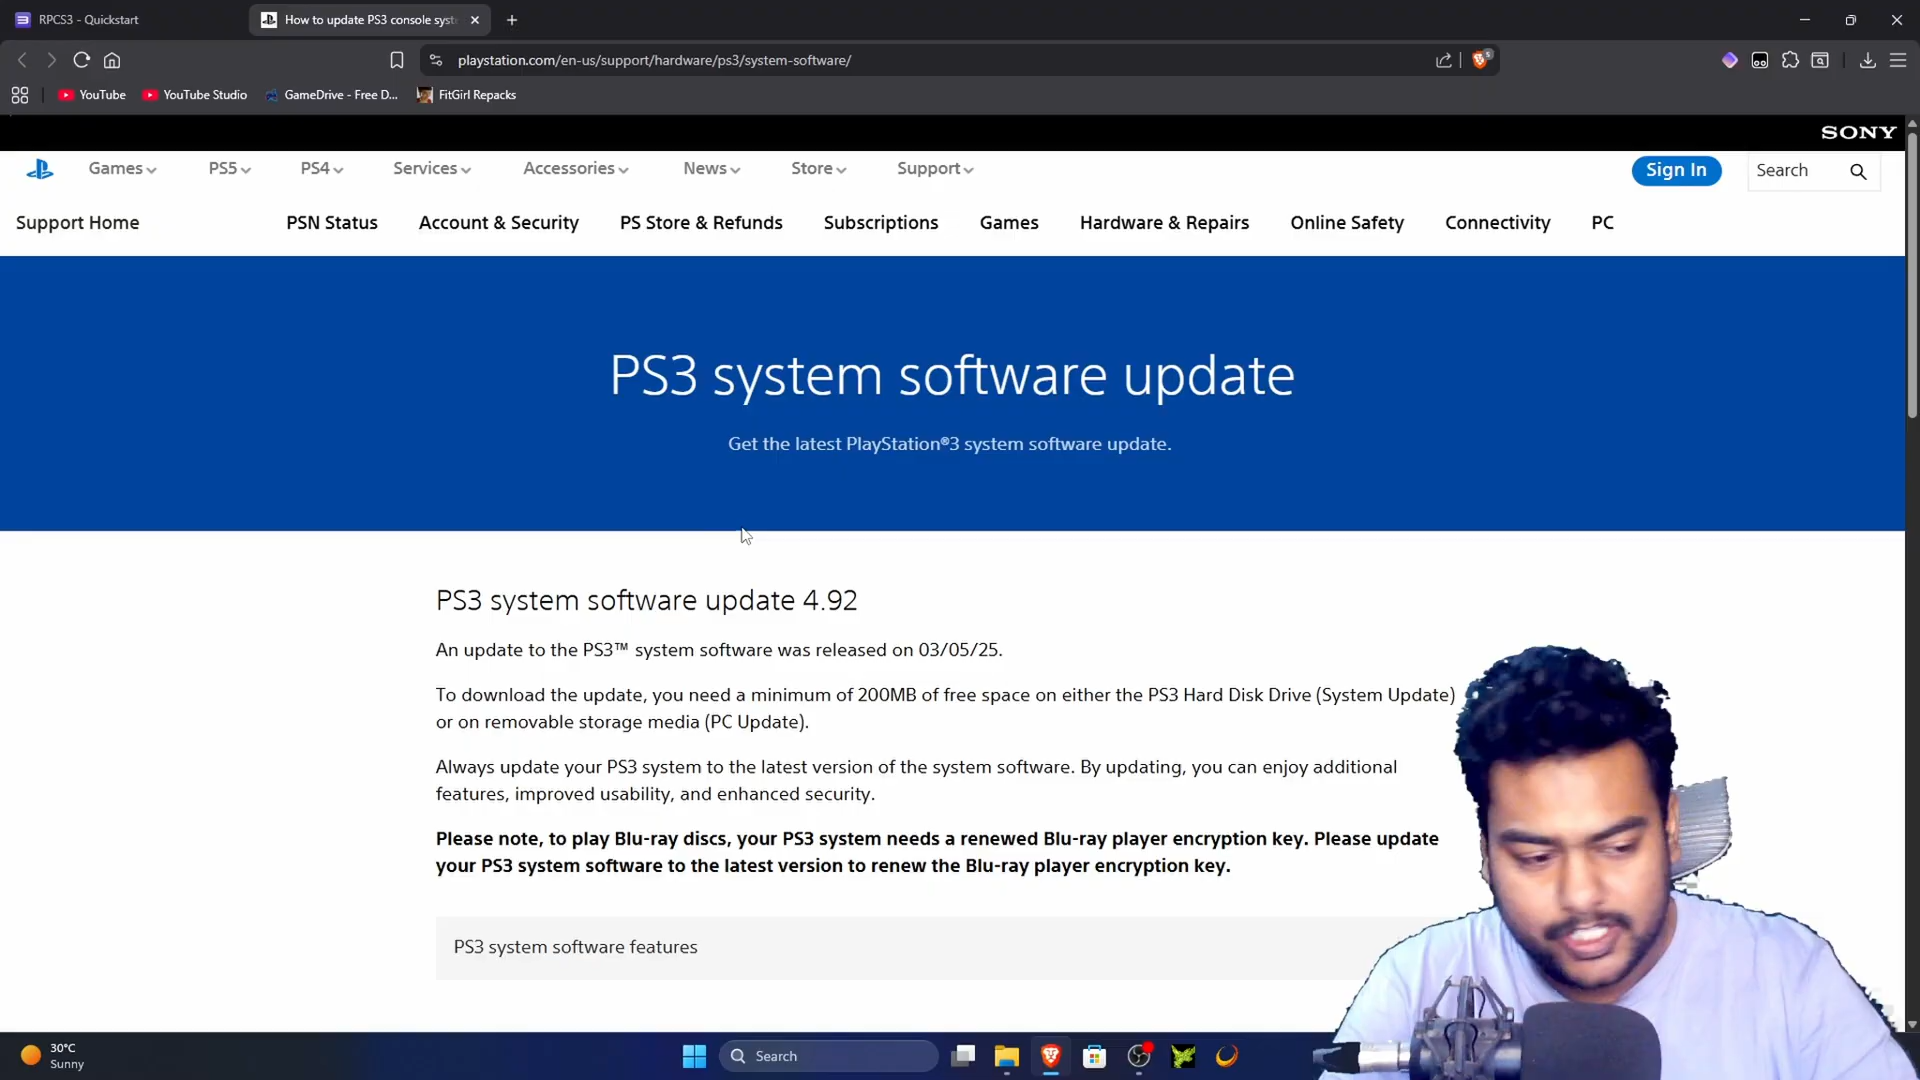 RPCS3 - Quickstart
How to update PS3 console syst
playstation.com/en-us/support/hardware/ps3/system-software/
5
YouTube
YouTube Studio
GameDrive - Free D...
FitGirl Repacks
SONY
Games
PS5
PS4
Services
Accessories
News
Store
Support
Sign In
Search
Support Home
PSN Status
Account & Security
PS Store & Refunds
Subscriptions
Games
Hardware & Repairs
Online Safety
Connectivity
PC
PS3 system software update
Get the latest PlayStation®3 system software update.
PS3 system software update 4.92
An update to the PS3™ system software was released on 03/05/25.
To download the update, you need a minimum of 200MB of free space on either the PS3 Hard Disk Drive (System Update)
or on removable storage media (PC Update).
Always update your PS3 system to the latest version of the system software. By updating, you can enjoy additional
features, improved usability, and enhanced security.
Please note, to play Blu-ray discs, your PS3 system needs a renewed Blu-ray player encryption key. Please update
your PS3 system software to the latest version to renew the Blu-ray player encryption key.
PS3 system software features
30°C
Sunny
Search